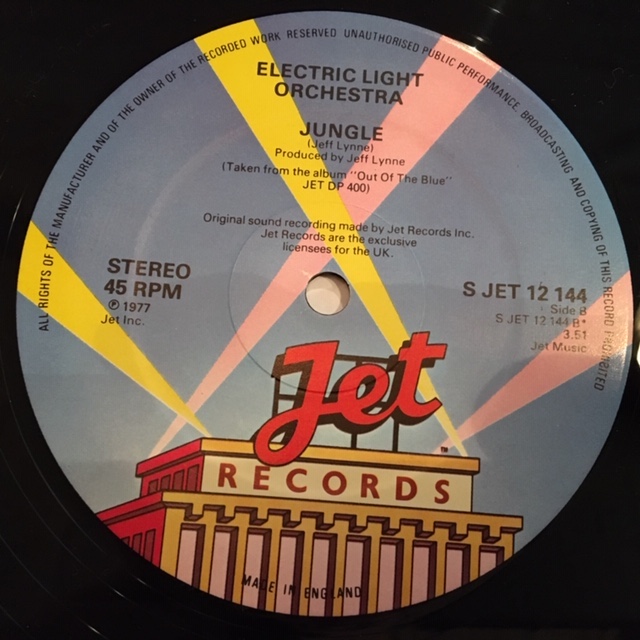 ALL RIGHTS OF THE MANUFACTURER AND OF THE OWNER OF THE RECORDED WORK RESERVED UNAUTHORISED PUBLIC PERFORMANCE, BROADCASTING AND COPYING OF THIS RECORD PROHIBITED
ELECTRIC LIGHT
ORCHESTRA
JUNGLE
(Jeff Lynne)
Produced by Jeff Lynne
(Taken from the album "Out Of The Blue"
JET DP 400)
Original sound recording made by Jet Records Inc.
Jet Records are the exclusive
licensees for the UK.
STEREO
45 RPM
℗ 1977
Jet Inc.
S JET 12 144
Side B
S JET 12 144 B*
3.51
Jet Music
Jet
RECORDS
TM
MADE IN ENGLAND